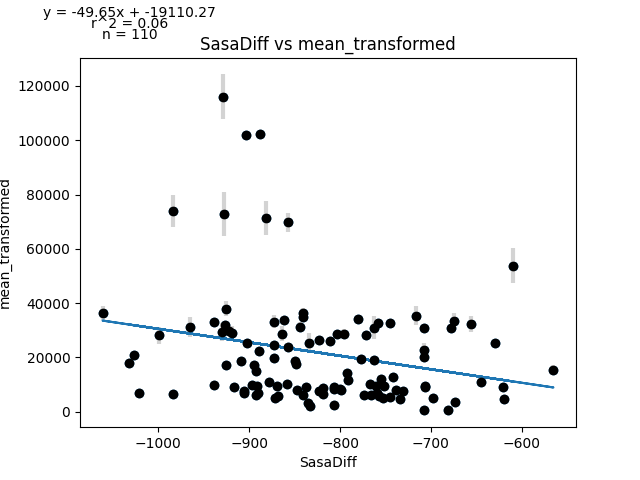 y = -49.65x + -19110.27
r^2 = 0.06
n = 110
SasaDiff vs mean_transformed
120000
100000
80000
60000
40000
20000
0
mean_transformed
−1000
−900
−800
−700
−600
SasaDiff